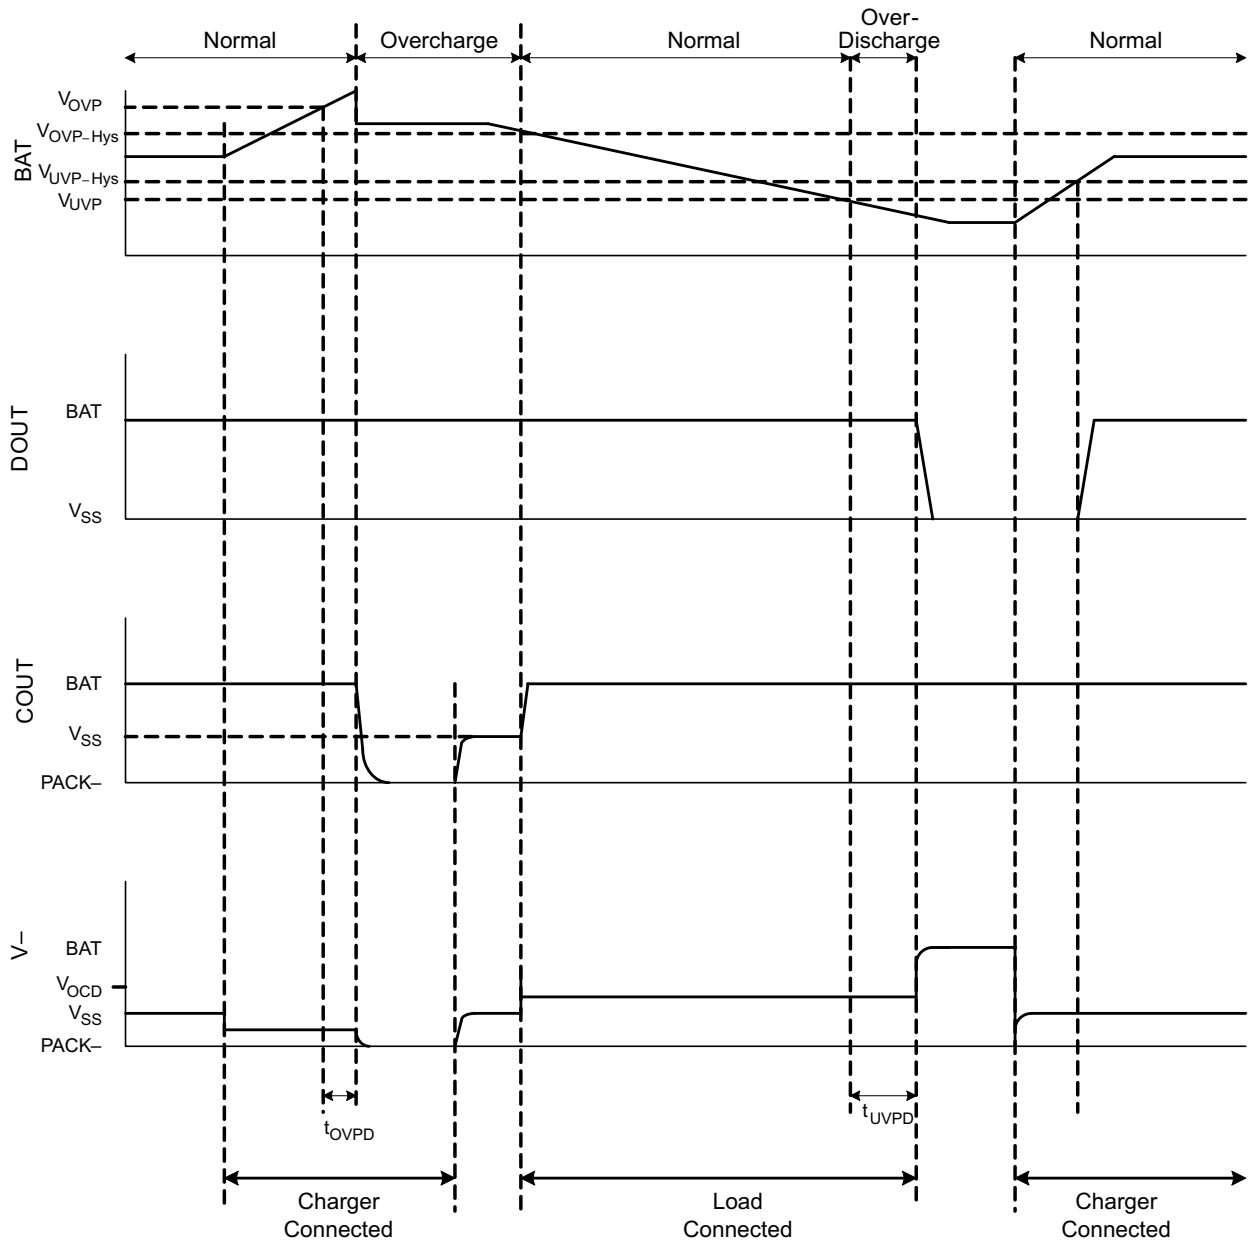 Normal
Overcharge
Normal
Over-
Discharge
Normal
BAT
VOVP
VOVP–Hys
VUVP–Hys
VUVP
DOUT
BAT
VSS
COUT
BAT
VSS
PACK–
V–
BAT
VOCD
VSS
PACK–
tOVPD
tUVPD
Charger
Connected
Load
Connected
Charger
Connected